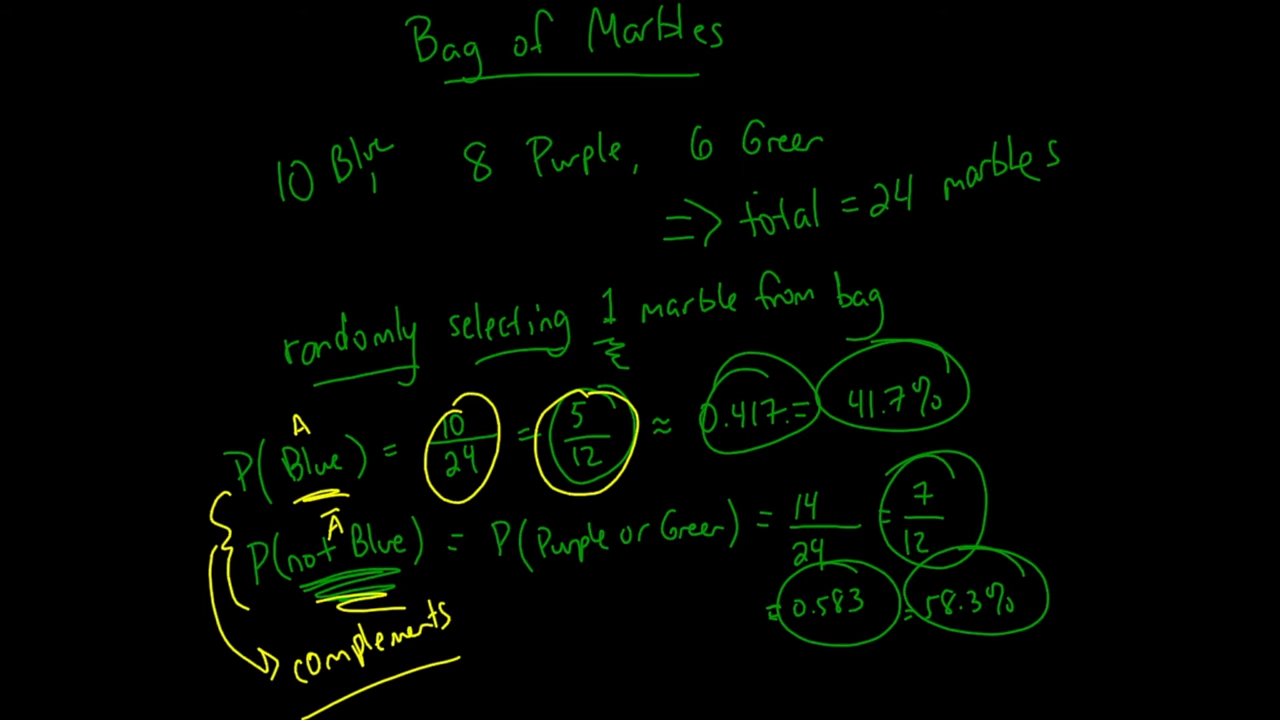 Bag of Marbles
10 Blue, 8 Purple, 6 Green
=> total = 24 marbles
randomly selecting 1 marble from bag
A
P(Blue) = 10/24 = 5/12 ≈ 0.417 = 41.7%
Ā
P(not Blue) = P(Purple or Green) = 14/24 = 7/12
= 0.583 = 58.3%
complements